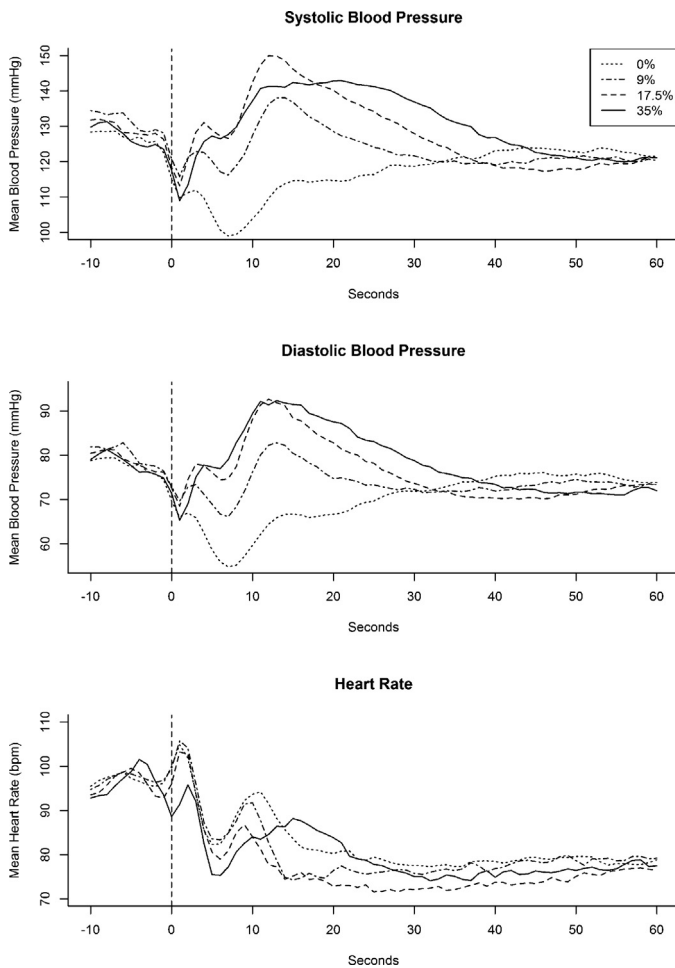 Systolic Blood Pressure
Mean Blood Pressure (mmHg)
150
140
130
120
110
100
0%
9%
17.5%
35%
-10 0 10 20 30 40 50 60
Seconds
Diastolic Blood Pressure
Mean Blood Pressure (mmHg)
90
80
70
60
-10 0 10 20 30 40 50 60
Seconds
Heart Rate
Mean Heart Rate (bpm)
110
100
90
80
70
-10 0 10 20 30 40 50 60
Seconds